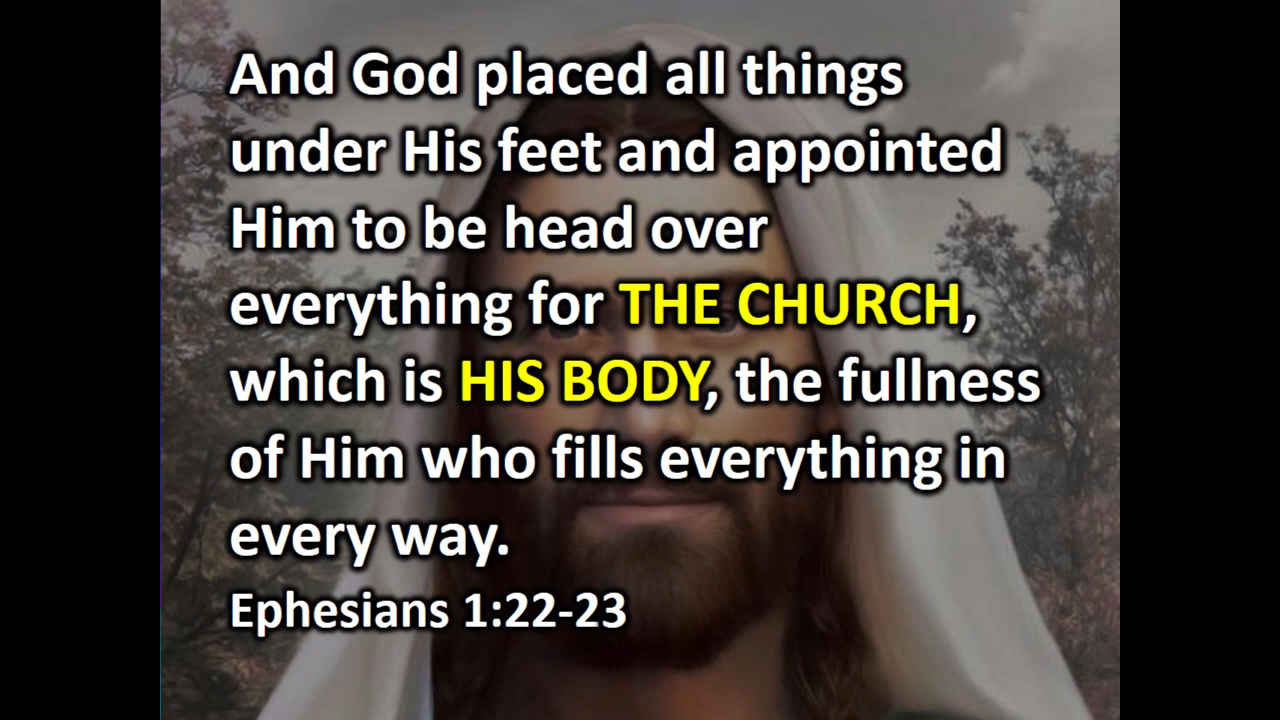 And God placed all things
under His feet and appointed
Him to be head over
everything for THE CHURCH,
which is HIS BODY, the fullness
of Him who fills everything in
every way.
Ephesians 1:22-23